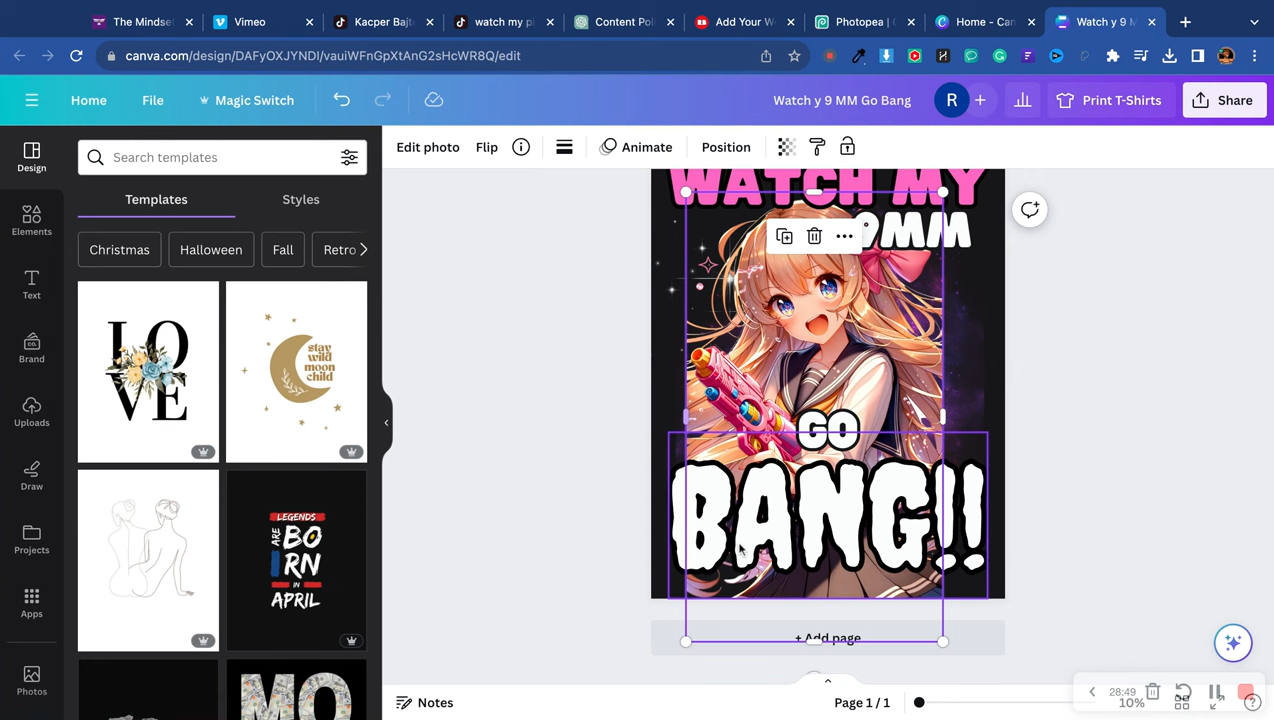 The Mindset
Vimeo
Kacper Bajt
watch my pi
Content Poli
Add Your W
Photopea | O
Home - Can
Watch y 9 M
canva.com/design/DAFyOXJYNDI/vauiWFnGpXtAnG2sHcWR8Q/edit
Home
File
Magic Switch
Watch y 9 MM Go Bang
R
Print T-Shirts
Share
Design
Elements
Text
Brand
Uploads
Draw
Projects
Apps
Photos
Search templates
Templates
Styles
Christmas
Halloween
Fall
Retro
LO
VE
stay
wild
moon
child
LEGENDS
ARE BO
RN IN
APRIL
MO
Edit photo
Flip
Animate
Position
WATCH MY
9MM
GO
BANG!!
+ Add page
Notes
Page 1 / 1
10%
28:49